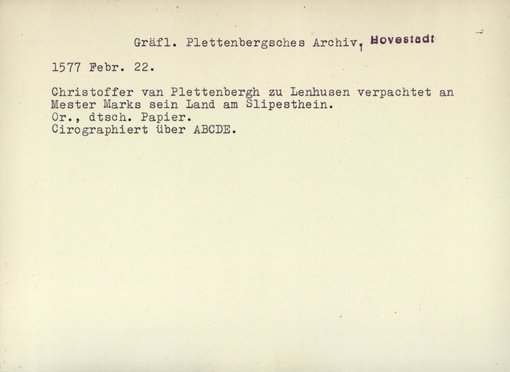 Gräfl. Plettenbergsches Archiv, Hovestadt
1577 Febr. 22.
Christoffer van Plettenbergh zu Lenhusen verpachtet an
Mester Marks sein Land am Slipesthein.
Or., dtsch. Papier.
Cirographiert über ABCDE.